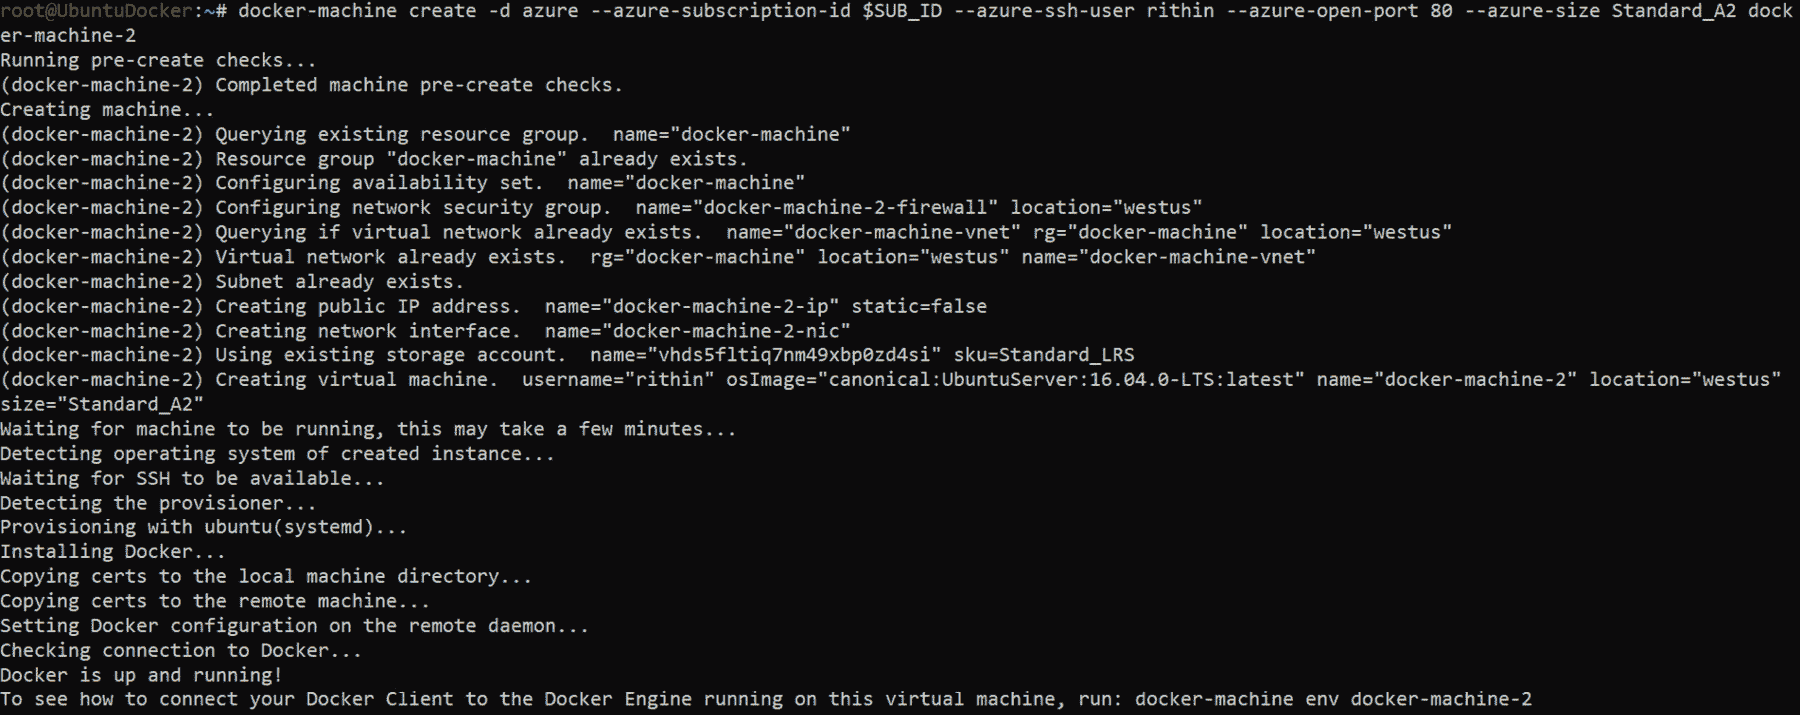 root@UbuntuDocker:~# docker-machine create -d azure --azure-subscription-id $SUB_ID --azure-ssh-user rithin --azure-open-port 80 --azure-size Standard_A2 dock
er-machine-2
Running pre-create checks...
(docker-machine-2) Completed machine pre-create checks.
Creating machine...
(docker-machine-2) Querying existing resource group.  name="docker-machine"
(docker-machine-2) Resource group "docker-machine" already exists.
(docker-machine-2) Configuring availability set.  name="docker-machine"
(docker-machine-2) Configuring network security group.  name="docker-machine-2-firewall" location="westus"
(docker-machine-2) Querying if virtual network already exists.  name="docker-machine-vnet" rg="docker-machine" location="westus"
(docker-machine-2) Virtual network already exists.  rg="docker-machine" location="westus" name="docker-machine-vnet"
(docker-machine-2) Subnet already exists.
(docker-machine-2) Creating public IP address.  name="docker-machine-2-ip" static=false
(docker-machine-2) Creating network interface.  name="docker-machine-2-nic"
(docker-machine-2) Using existing storage account.  name="vhds5fltiq7nm49xbp0zd4si" sku=Standard_LRS
(docker-machine-2) Creating virtual machine.  username="rithin" osImage="canonical:UbuntuServer:16.04.0-LTS:latest" name="docker-machine-2" location="westus"
size="Standard_A2"
Waiting for machine to be running, this may take a few minutes...
Detecting operating system of created instance...
Waiting for SSH to be available...
Detecting the provisioner...
Provisioning with ubuntu(systemd)...
Installing Docker...
Copying certs to the local machine directory...
Copying certs to the remote machine...
Setting Docker configuration on the remote daemon...
Checking connection to Docker...
Docker is up and running!
To see how to connect your Docker Client to the Docker Engine running on this virtual machine, run: docker-machine env docker-machine-2